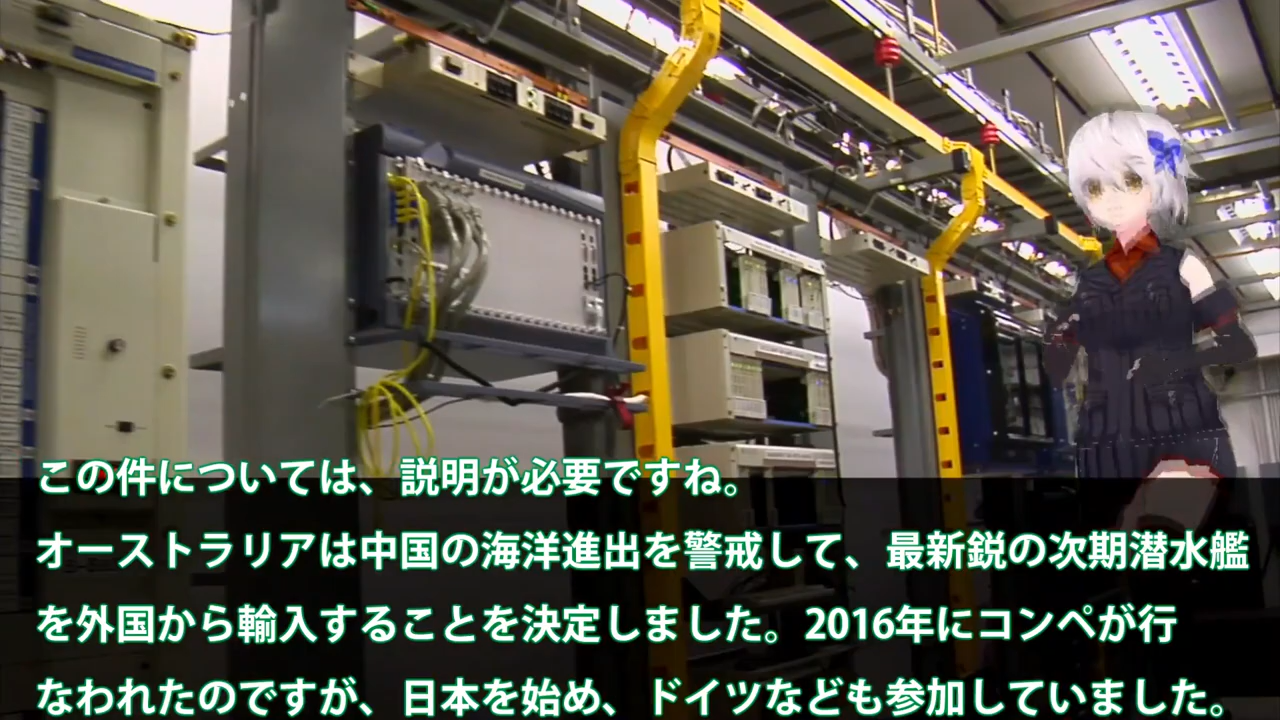 この件については、説明が必要ですね。
オーストラリアは中国の海洋進出を警戒して、最新鋭の次期潜水艦
を外国から輸入することを決定しました。2016年にコンペが行
なわれたのですが、日本を始め、ドイツなども参加していました。